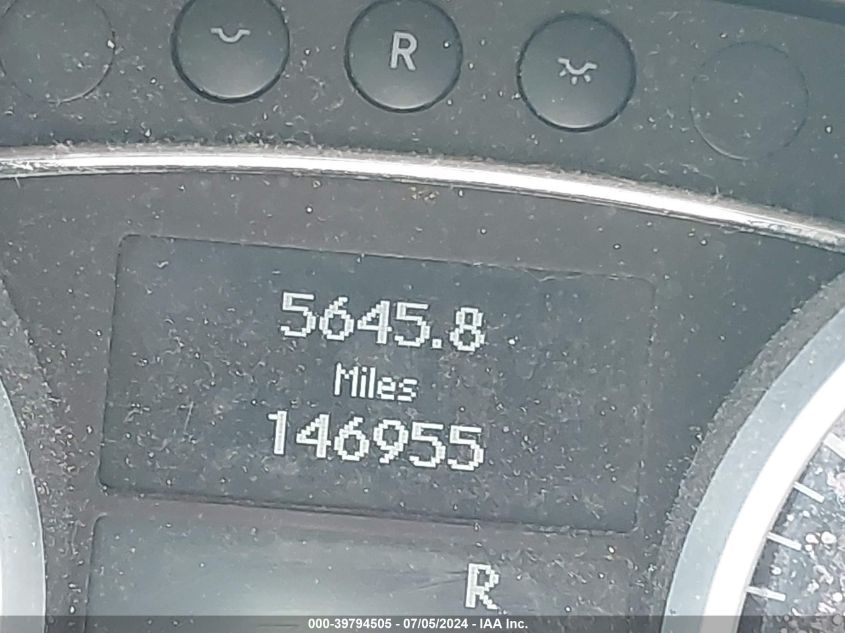 R
5645.8
Miles
146955
R
000-39794505 - 07/05/2024 - IAA Inc.